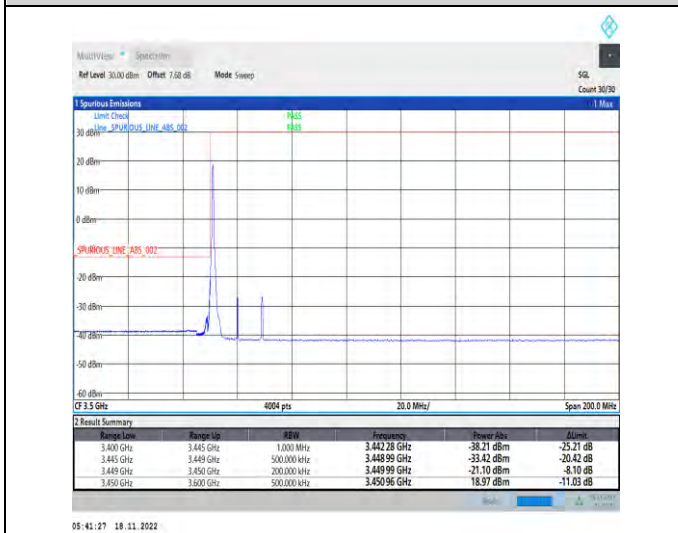 MultiView Spectrum
Ref Level 30.00 dBm Offset 7.68 dB Mode Sweep SGL
Count 30/30
1 Spurious Emissions 1 Max
Limit Check PASS
Line _SPURIOUS_LINE_ABS_002 PASS
30 dBm
20 dBm
10 dBm
0 dBm
_SPURIOUS_LINE_ABS_002
-20 dBm
-30 dBm
-40 dBm
-50 dBm
-60 dBm
CF 3.5 GHz 4004 pts 20.0 MHz/ Span 200.0 MHz
2 Result Summary
Range Low Range Up RBW Frequency Power Abs ΔLimit
3.400 GHz 3.445 GHz 1.000 MHz 3.442 28 GHz -38.21 dBm -25.21 dB
3.445 GHz 3.449 GHz 500.000 kHz 3.448 99 GHz -33.42 dBm -20.42 dB
3.449 GHz 3.450 GHz 200.000 kHz 3.449 99 GHz -21.10 dBm -8.10 dB
3.450 GHz 3.600 GHz 500.000 kHz 3.450 96 GHz 18.97 dBm -11.03 dB
05:41:27 18.11.2022